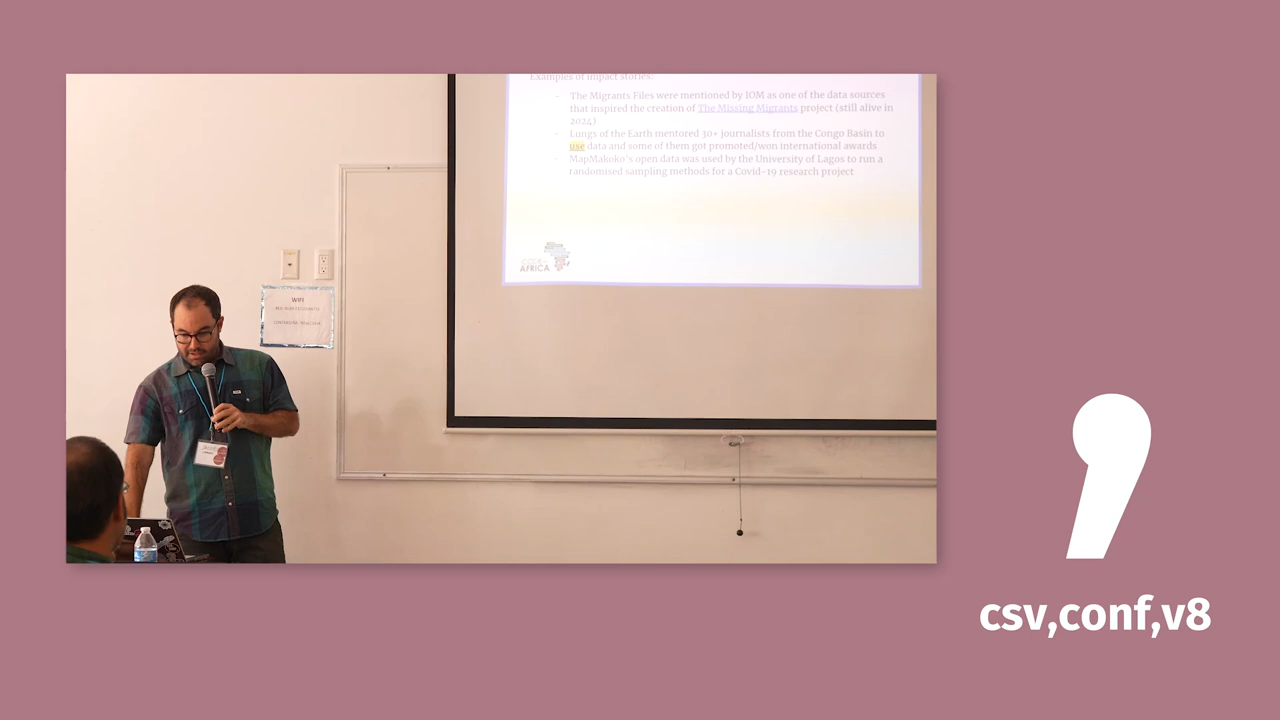 Examples of impact stories:
- The Migrants Files were mentioned by IOM as one of the data sources
that inspired the creation of The Missing Migrants project (still alive in
2024)
- Lungs of the Earth mentored 30+ journalists from the Congo Basin to
use data and some of them got promoted/won international awards
- MapMakoko's open data was used by the University of Lagos to run a
randomised sampling methods for a Covid-19 research project
CODE
AFRICA
WIFI
csv,conf,v8